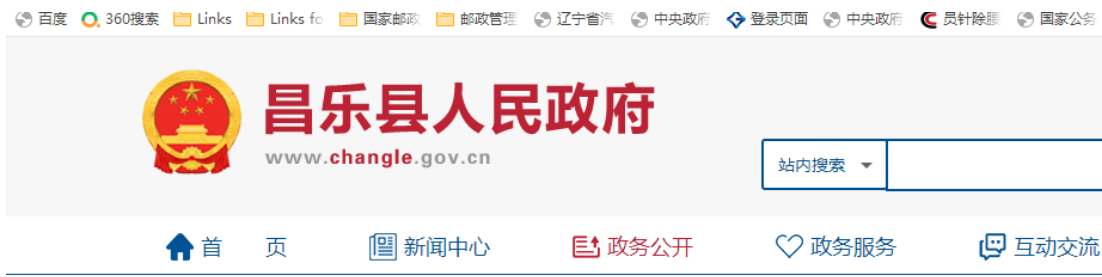 百度 360搜索 Links Links fo 国家邮政 邮政管理 辽宁省汽 中央政府 登录页面 中央政府 员针除腰 国家公务
昌乐县人民政府
www.changle.gov.cn
站内搜索
首 页 新闻中心 政务公开 政务服务 互动交流